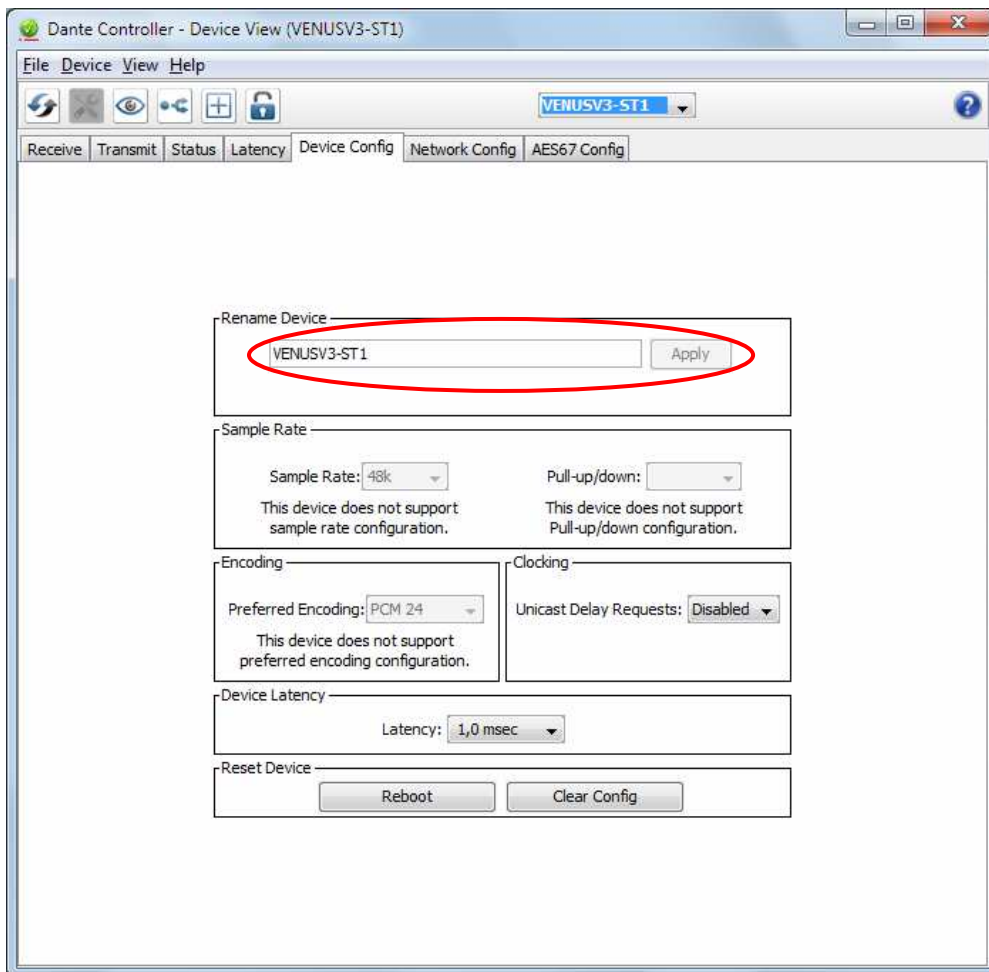 Dante Controller - Device View (VENUSV3-ST1)
File Device View Help
VENUSV3-ST1
?
Receive Transmit Status Latency Device Config Network Config AES67 Config
Rename Device
VENUSV3-ST1 Apply
Sample Rate
Sample Rate: 48k Pull-up/down:
This device does not support This device does not support
sample rate configuration. Pull-up/down configuration.
Encoding Clocking
Preferred Encoding: PCM 24 Unicast Delay Requests: Disabled
This device does not support
preferred encoding configuration.
Device Latency
Latency: 1,0 msec
Reset Device
Reboot Clear Config